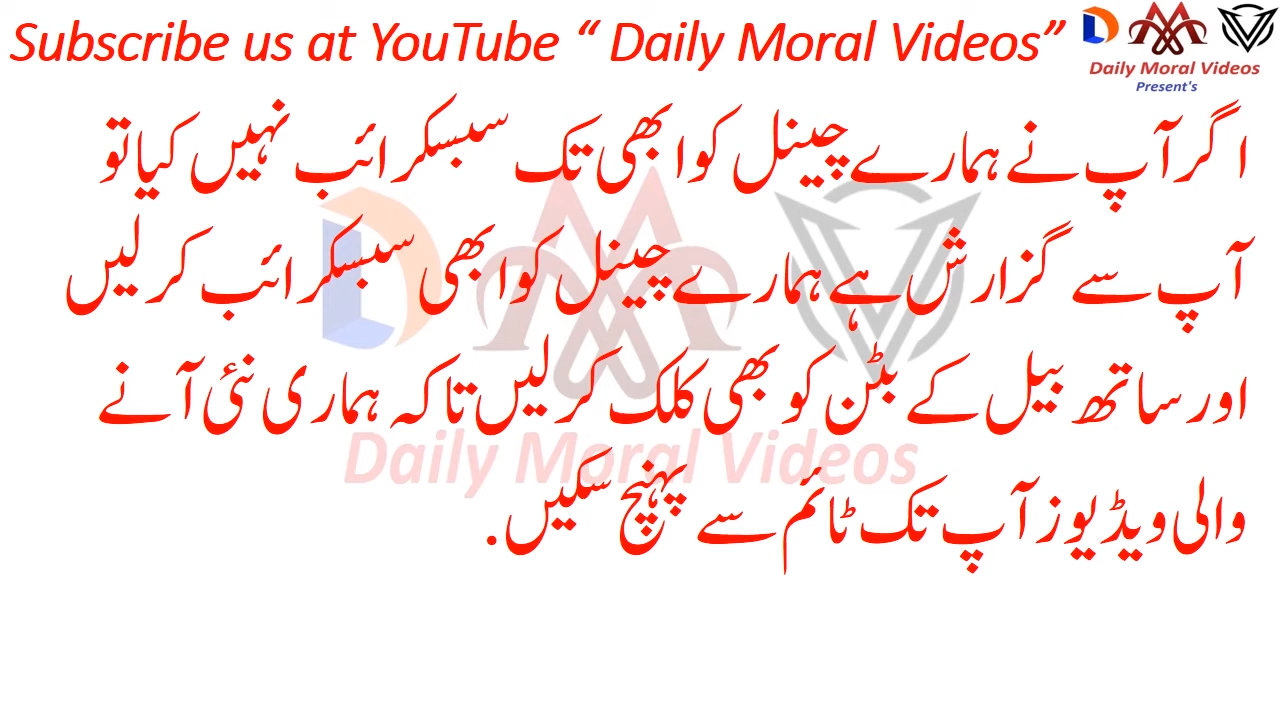 Subscribe us at YouTube “ Daily Moral Videos”
Daily Moral Videos
Present's
اگر آپ نے ہمارے چینل کو ابھی تک سبسکرائب نہیں کیا تو
آپ سے گزارش ہے ہمارے چینل کو ابھی سبسکرائب کر لیں
اور ساتھ بیل کے بٹن کو بھی کلک کر لیں تاکہ ہماری نئی آنے
والی ویڈیوز آپ تک ٹائم سے پہنچ سکیں.
Daily Moral Videos